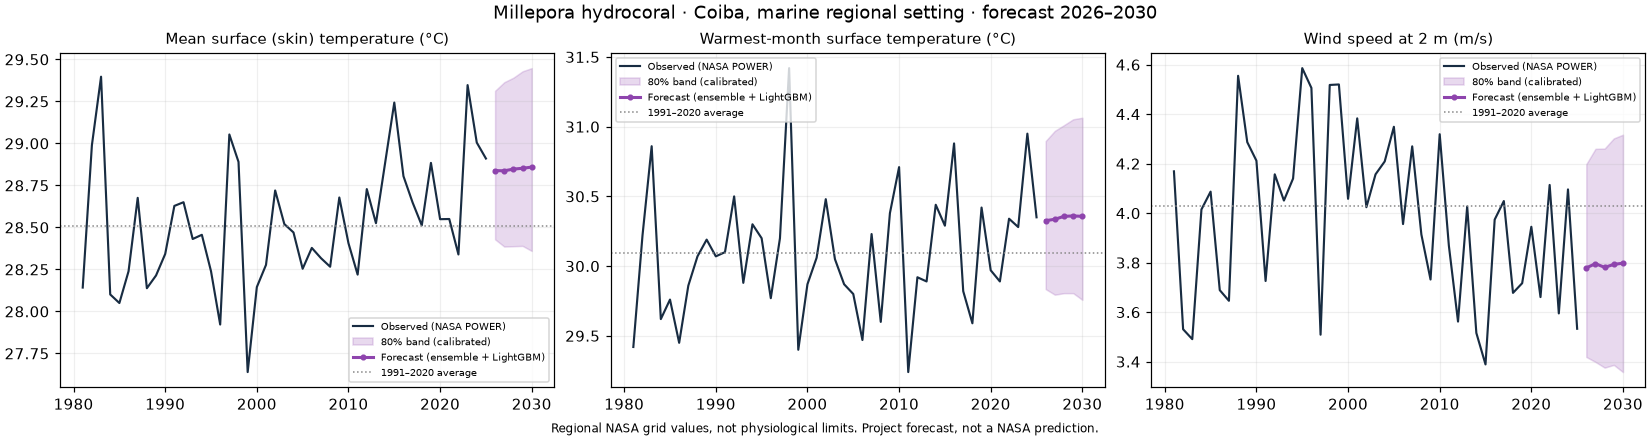 Millepora hydrocoral · Coiba, marine regional setting · forecast 2026–2030
Mean surface (skin) temperature (°C)
29.50
29.25
29.00
28.75
28.50
28.25
28.00
27.75
1980 1990 2000 2010 2020 2030
Observed (NASA POWER)
80% band (calibrated)
Forecast (ensemble + LightGBM)
1991–2020 average
Warmest-month surface temperature (°C)
31.5
31.0
30.5
30.0
29.5
1980 1990 2000 2010 2020 2030
Observed (NASA POWER)
80% band (calibrated)
Forecast (ensemble + LightGBM)
1991–2020 average
Wind speed at 2 m (m/s)
4.6
4.4
4.2
4.0
3.8
3.6
3.4
1980 1990 2000 2010 2020 2030
Observed (NASA POWER)
80% band (calibrated)
Forecast (ensemble + LightGBM)
1991–2020 average
Regional NASA grid values, not physiological limits. Project forecast, not a NASA prediction.